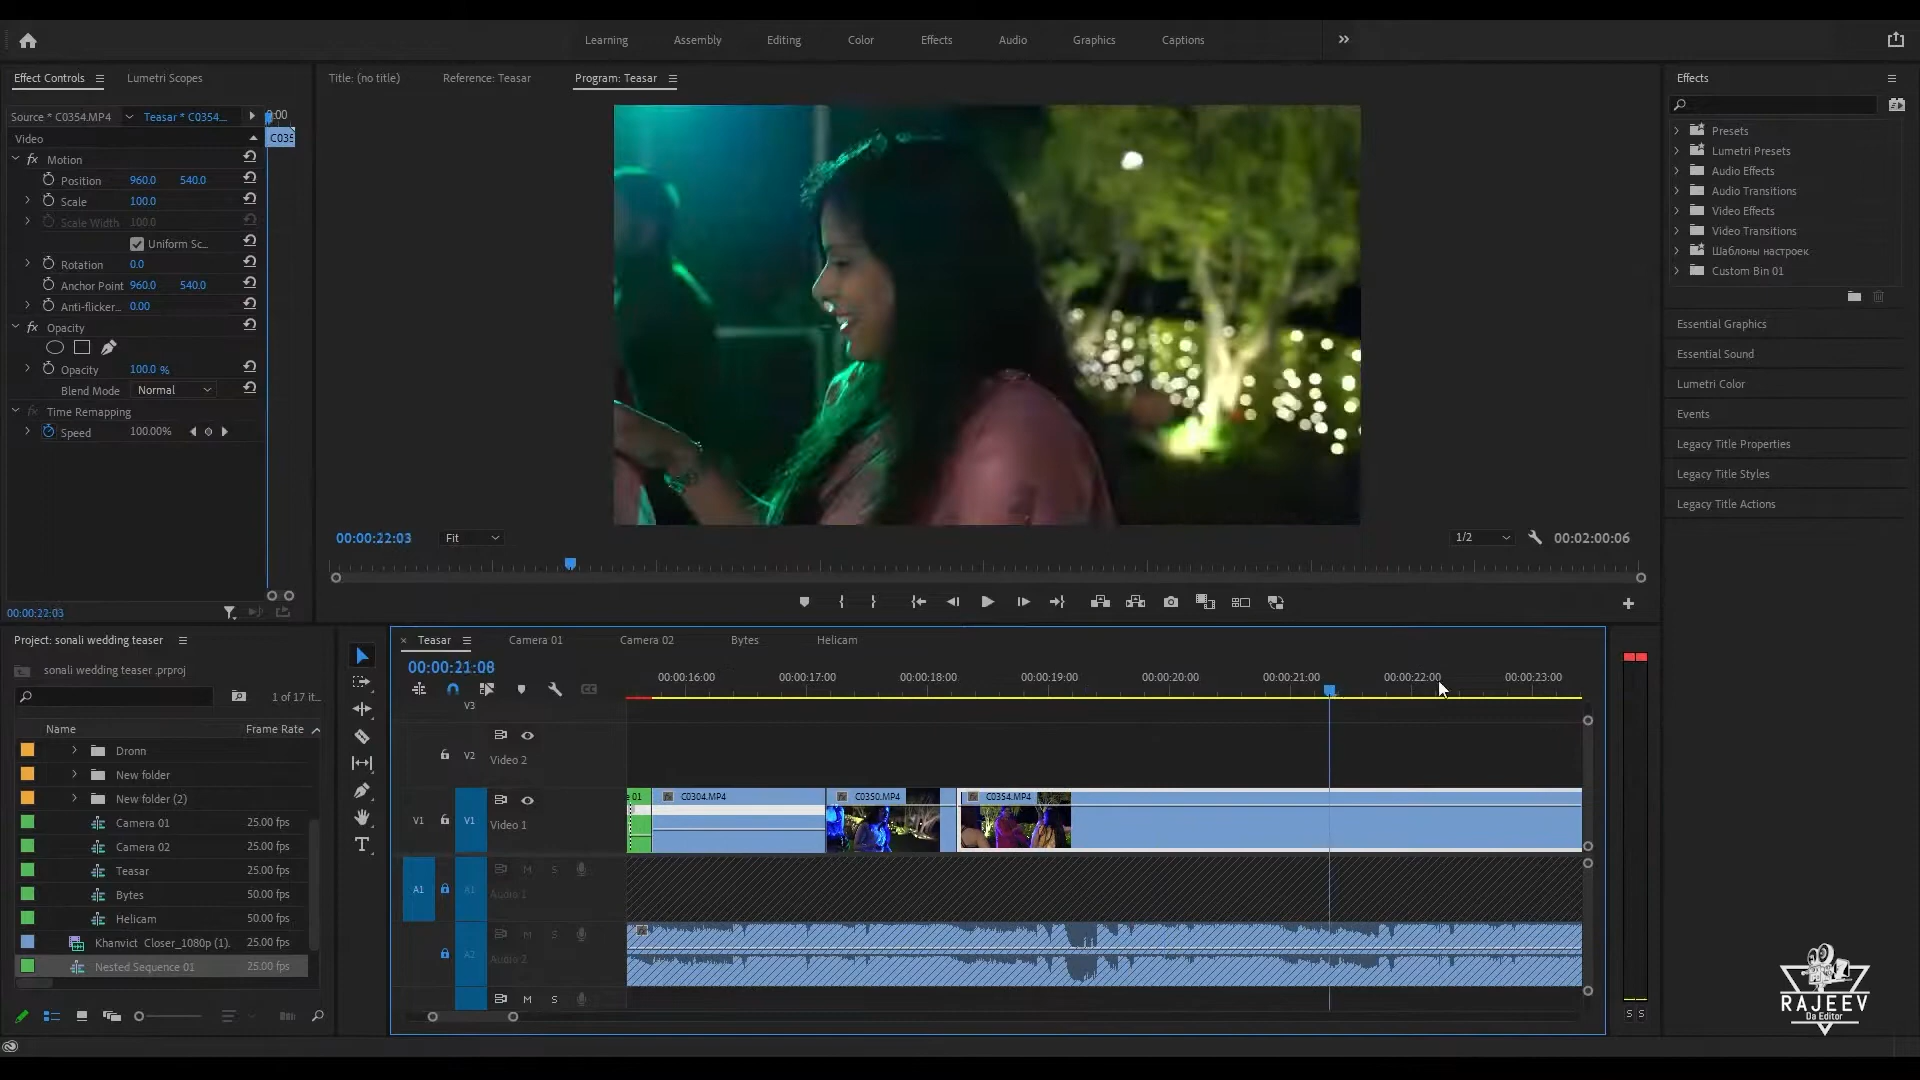 Learning Assembly Editing Color Effects Audio Graphics Captions
Effect Controls Lumetri Scopes
Title: (no title) Reference: Teasar Program: Teasar
Effects
Source * C0354.MP4 Teasar * C0354...
Video
Motion
Position 960.0 540.0
Scale 100.0
Scale Width 100.0
Uniform Sc...
Rotation 0.0
Anchor Point 960.0 540.0
Anti-flicker... 0.00
Opacity
Opacity 100.0 %
Blend Mode Normal
Time Remapping
Speed 100.00%
00:00:22:03
00:00:22:03 Fit 1/2 00:02:00:06
Presets
Lumetri Presets
Audio Effects
Audio Transitions
Video Effects
Video Transitions
Шаблоны настроек
Custom Bin 01
Essential Graphics
Essential Sound
Lumetri Color
Events
Legacy Title Properties
Legacy Title Styles
Legacy Title Actions
Project: sonali wedding teaser
sonali wedding teaser .prproj
1 of 17 it...
Name Frame Rate
Dronn
New folder
New folder (2)
Camera 01 25.00 fps
Camera 02 25.00 fps
Teasar 25.00 fps
Bytes 50.00 fps
Helicam 50.00 fps
Khanvict Closer_1080p (1). 25.00 fps
Nested Sequence 01 25.00 fps
Teasar Camera 01 Camera 02 Bytes Helicam
00:00:21:08
00:00:16:00 00:00:17:00 00:00:18:00 00:00:19:00 00:00:20:00 00:00:21:00 00:00:22:00 00:00:23:00
V3
V2 Video 2
V1 V1 Video 1
01 C0304.MP4 C0350.MP4 C0354.MP4
A1 A1 M S
Audio 1
A2 M S
Audio 2
M S
S S
RAJEEV
Da Editor